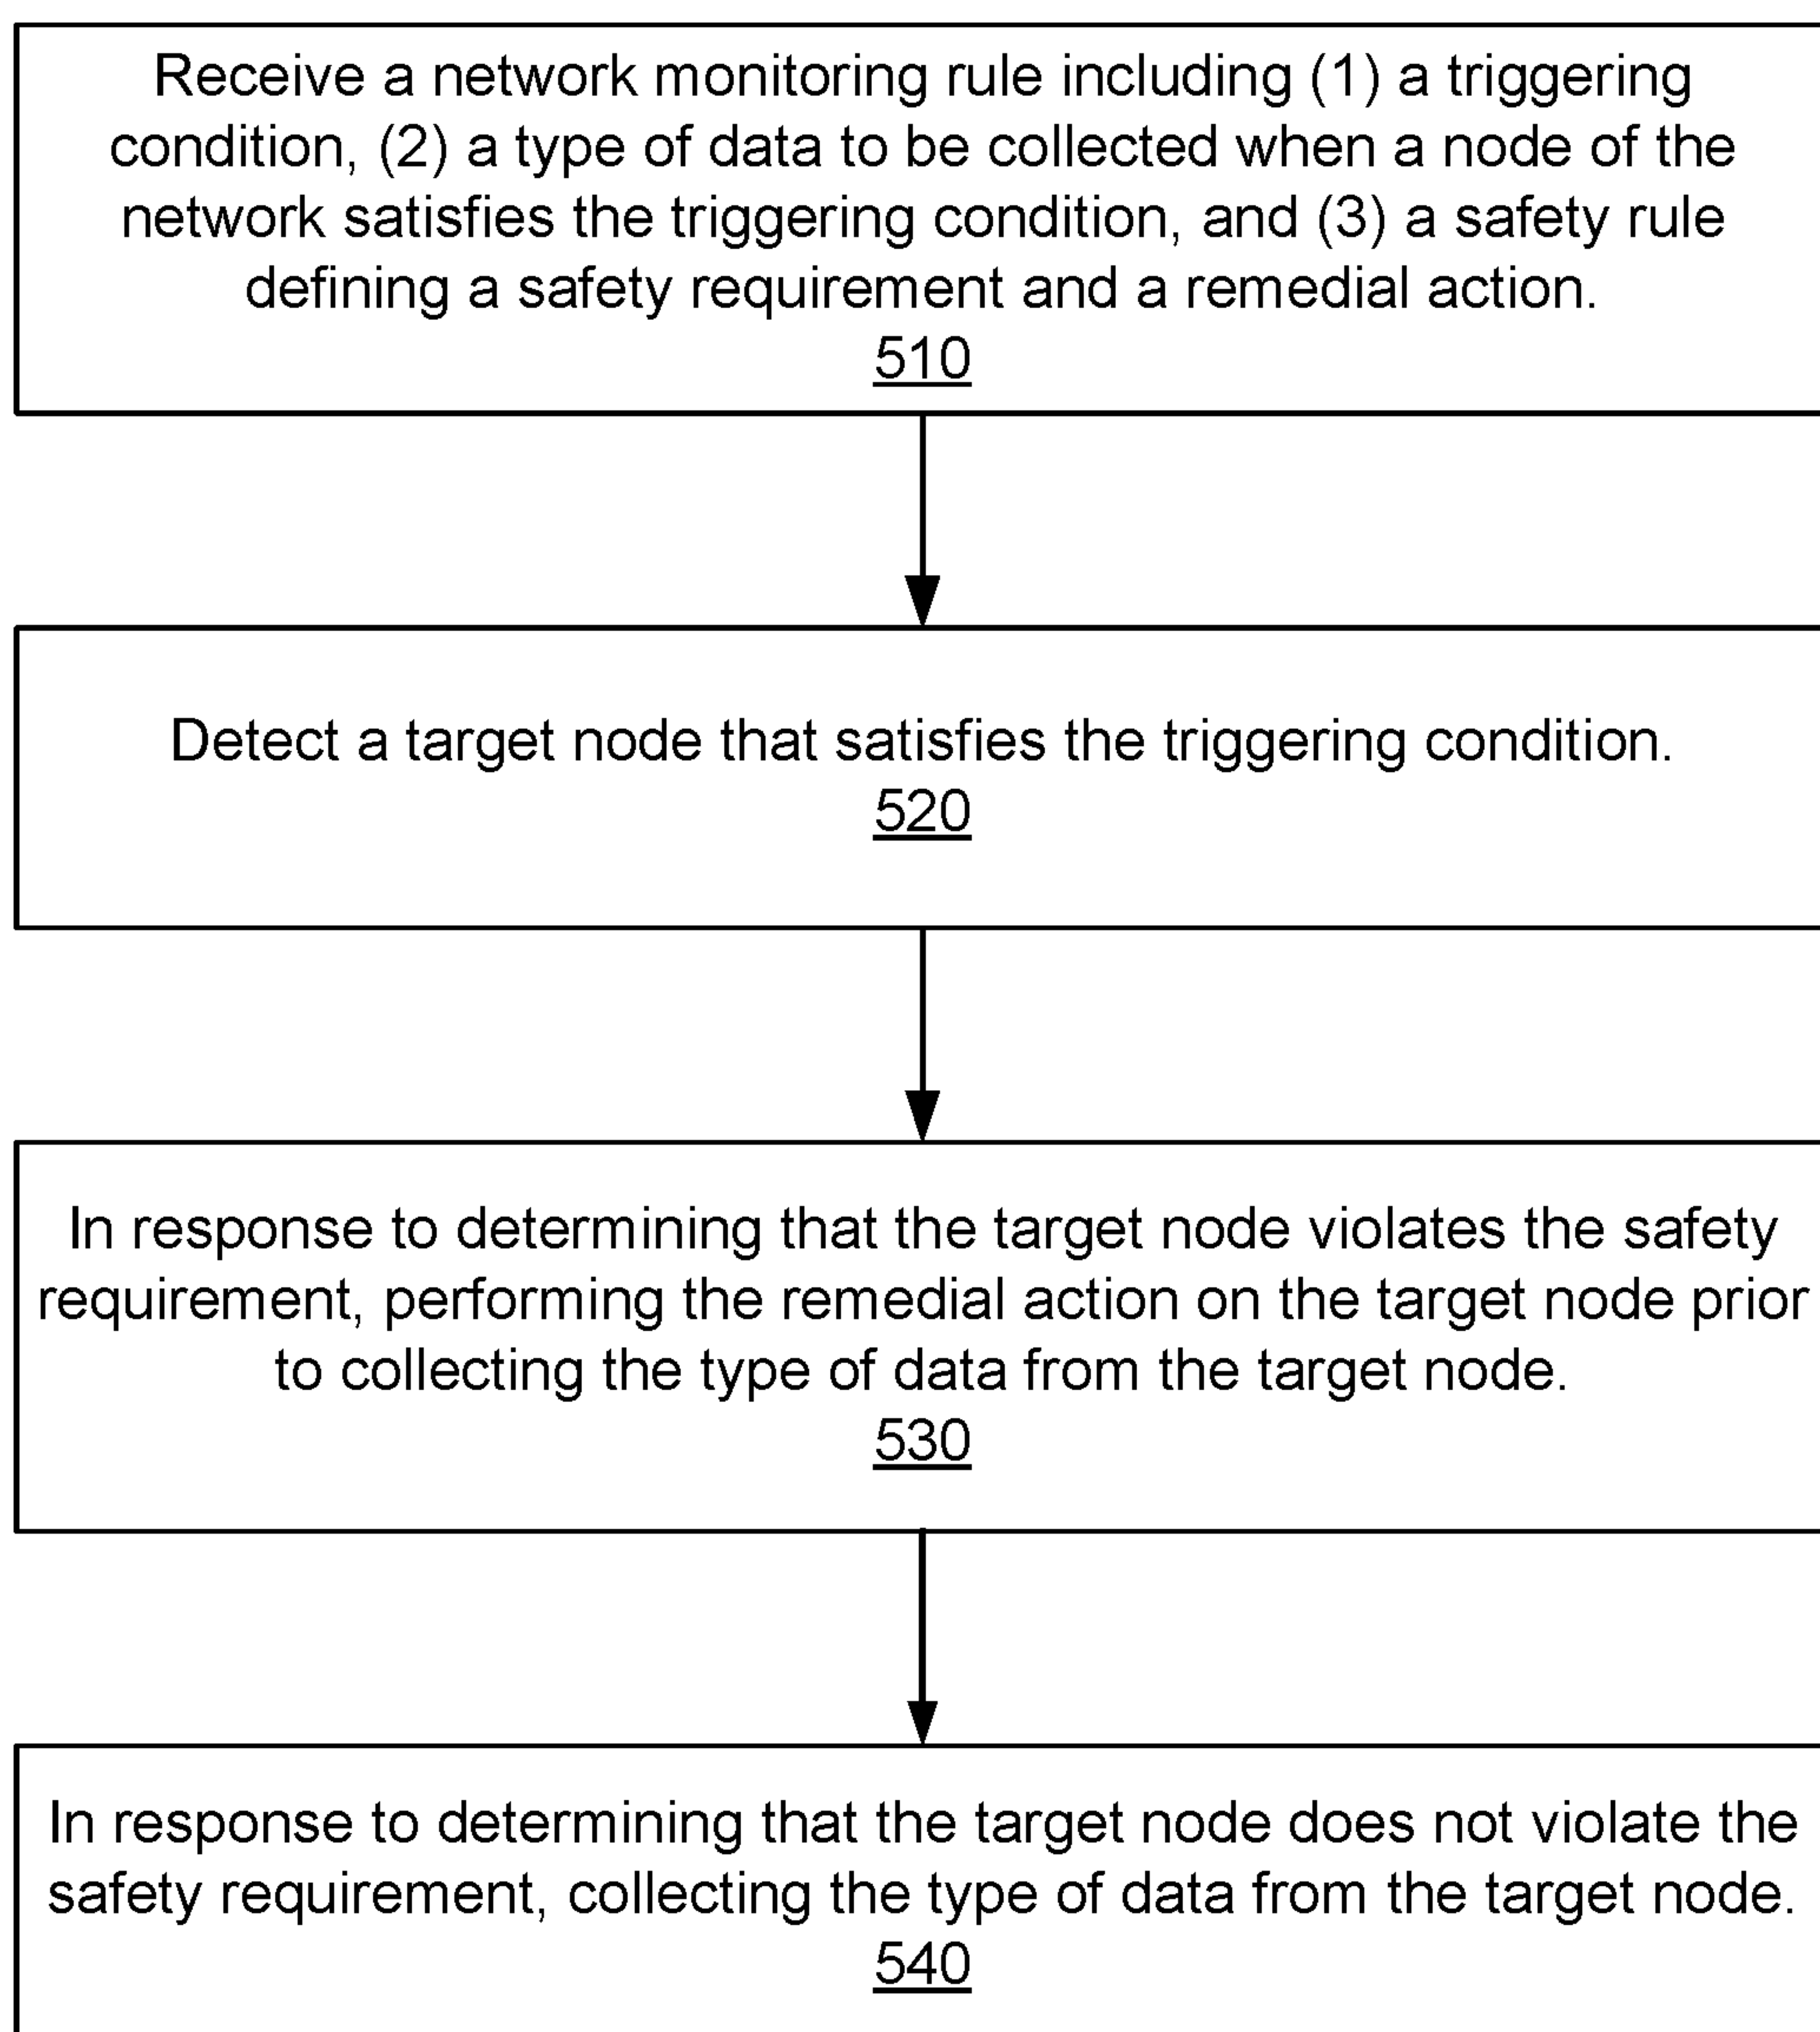 Receive a network monitoring rule including (1) a triggering
condition, (2) a type of data to be collected when a node of the
network satisfies the triggering condition, and (3) a safety rule
defining a safety requirement and a remedial action.
510
Detect a target node that satisfies the triggering condition.
520
In response to determining that the target node violates the safety
requirement, performing the remedial action on the target node prior
to collecting the type of data from the target node.
530
In response to determining that the target node does not violate the
safety requirement, collecting the type of data from the target node.
540